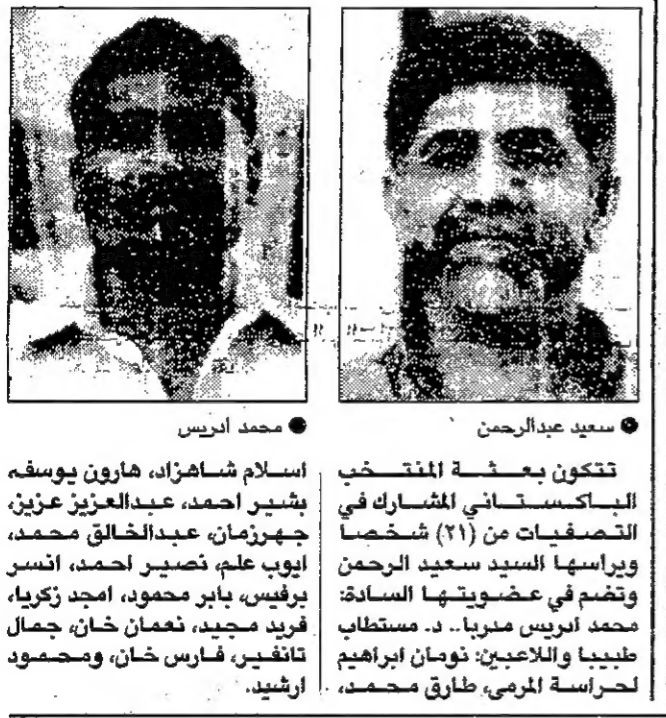 ● سعيد عبدالرحمن
● محمد ادريس
تتكون بعثة المنتخب
الباكستاني المشارك في
التصفيات من (٢١) شخصا
ويراسها السيد سعيد الرحمن
وتضم في عضويتها السادة:
محمد ادريس مدربا.. د. مستطاب
طبيبا واللاعبين: نومان ابراهيم
لحراسة المرمى، طارق محمد،
اسلام شاهزاد، هارون يوسف،
بشير احمد، عبدالعزيز عزيز،
جهرزمان، عبدالخالق محمد،
ايوب علم، نصير احمد، انسر
برفيس، بابر محمود، امجد زكريا،
فريد مجيد، نعمان خان، جمال
تانفير، فارس خان، ومحمود
ارشيد.